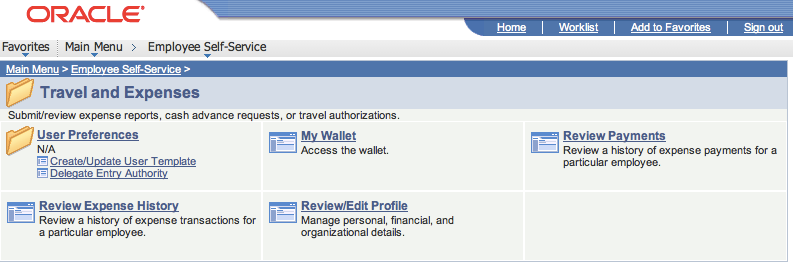 ORACLE
Home Worklist Add to Favorites Sign out
Favorites Main Menu > Employee Self-Service
Main Menu > Employee Self-Service >
Travel and Expenses
Submit/review expense reports, cash advance requests, or travel authorizations.
User Preferences
N/A
Create/Update User Template
Delegate Entry Authority
My Wallet
Access the wallet.
Review Payments
Review a history of expense payments for a
particular employee.
Review Expense History
Review a history of expense transactions for
a particular employee.
Review/Edit Profile
Manage personal, financial, and
organizational details.